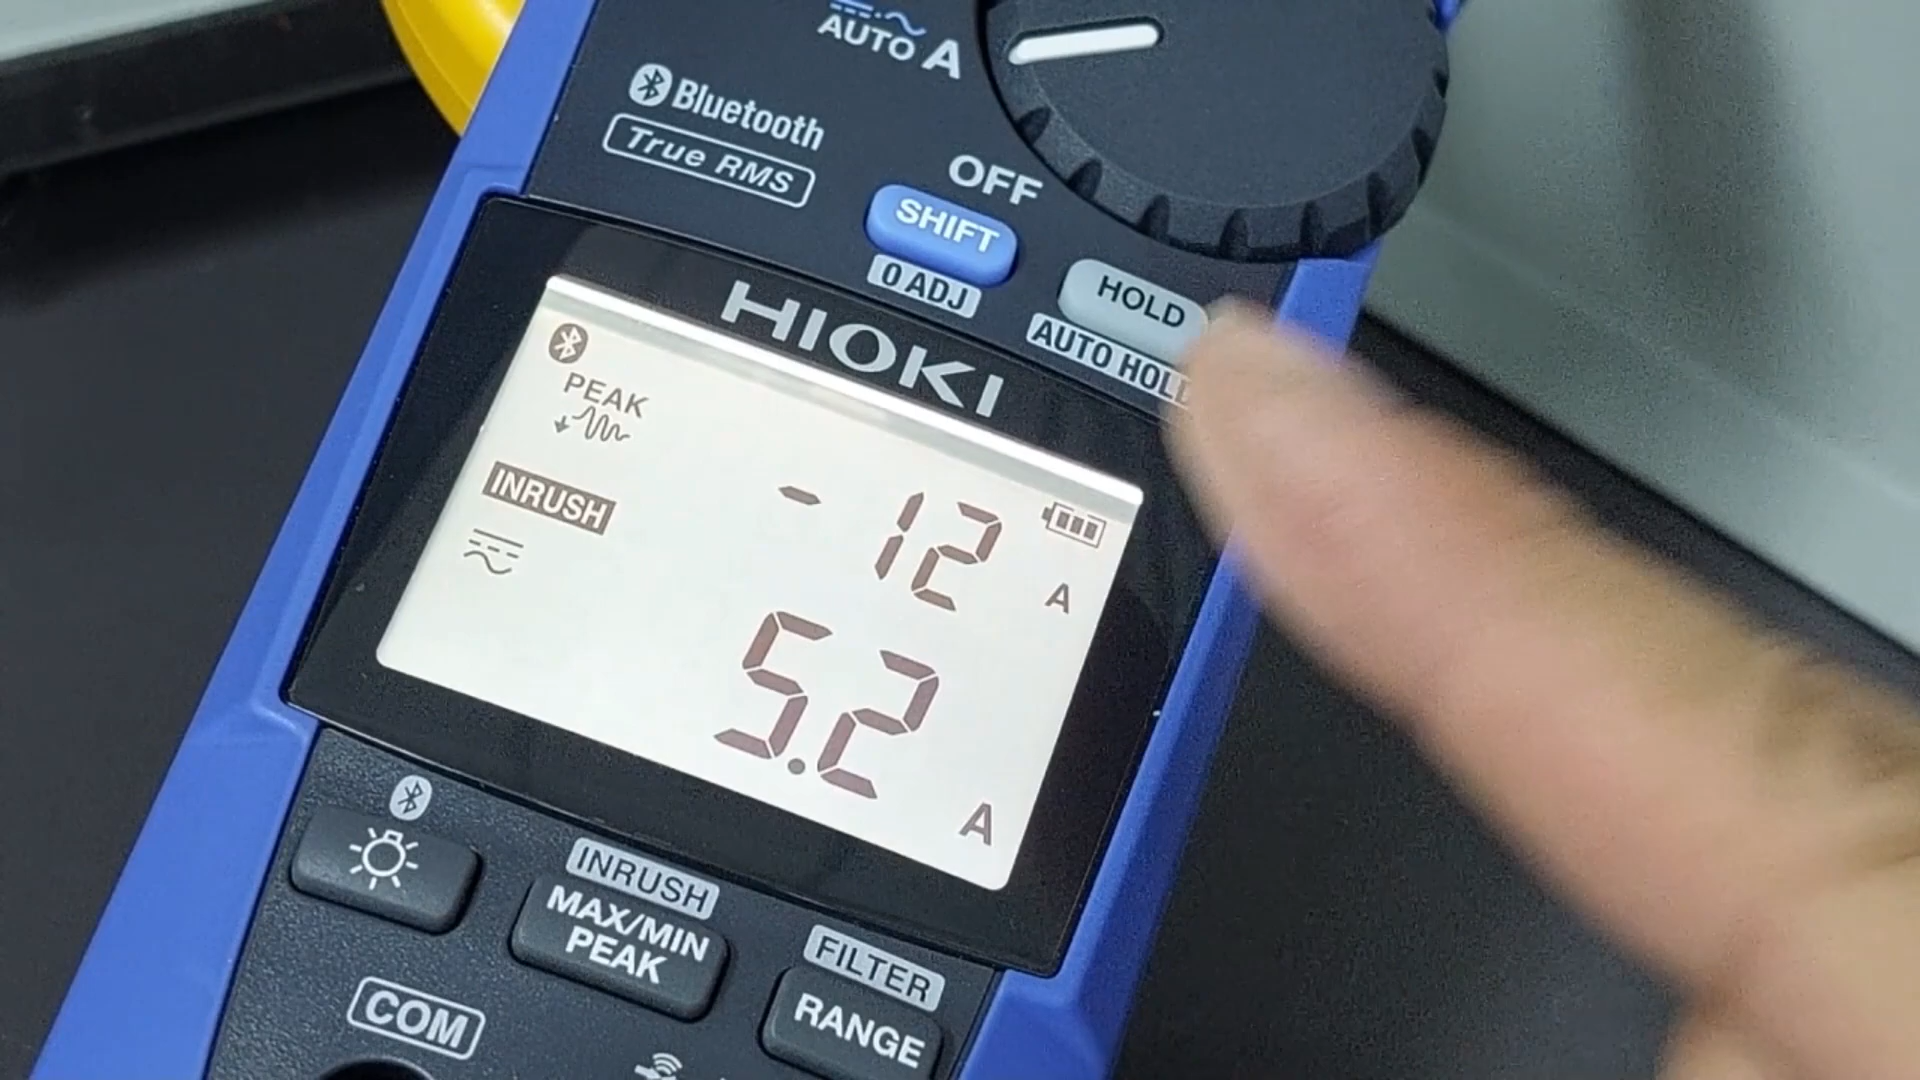 AUTO A
Bluetooth
True RMS
OFF
SHIFT
0 ADJ
HOLD
AUTO HOLD
HIOKI
PEAK
INRUSH
-12 A
5.2 A
INRUSH
MAX/MIN
PEAK
FILTER
RANGE
COM